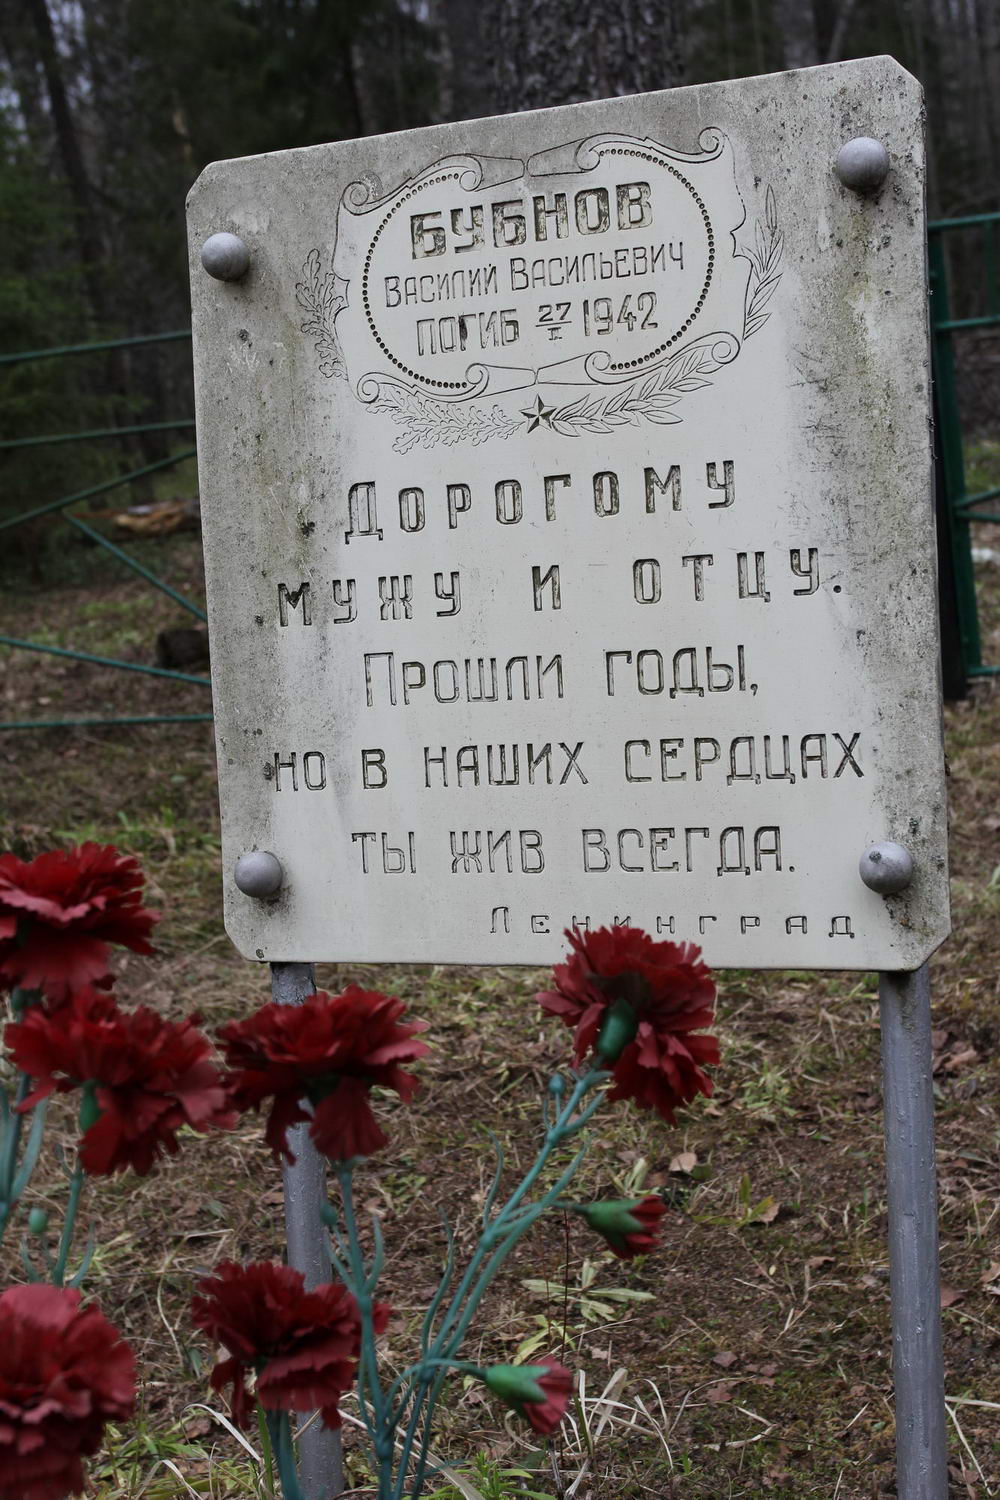 БУБНОВ
ВАСИЛИЙ ВАСИЛЬЕВИЧ
ПОГИБ 27/I 1942
ДОРОГОМУ
МУЖУ И ОТЦУ.
ПРОШЛИ ГОДЫ,
НО В НАШИХ СЕРДЦАХ
ТЫ ЖИВ ВСЕГДА.
ЛЕНИНГРАД